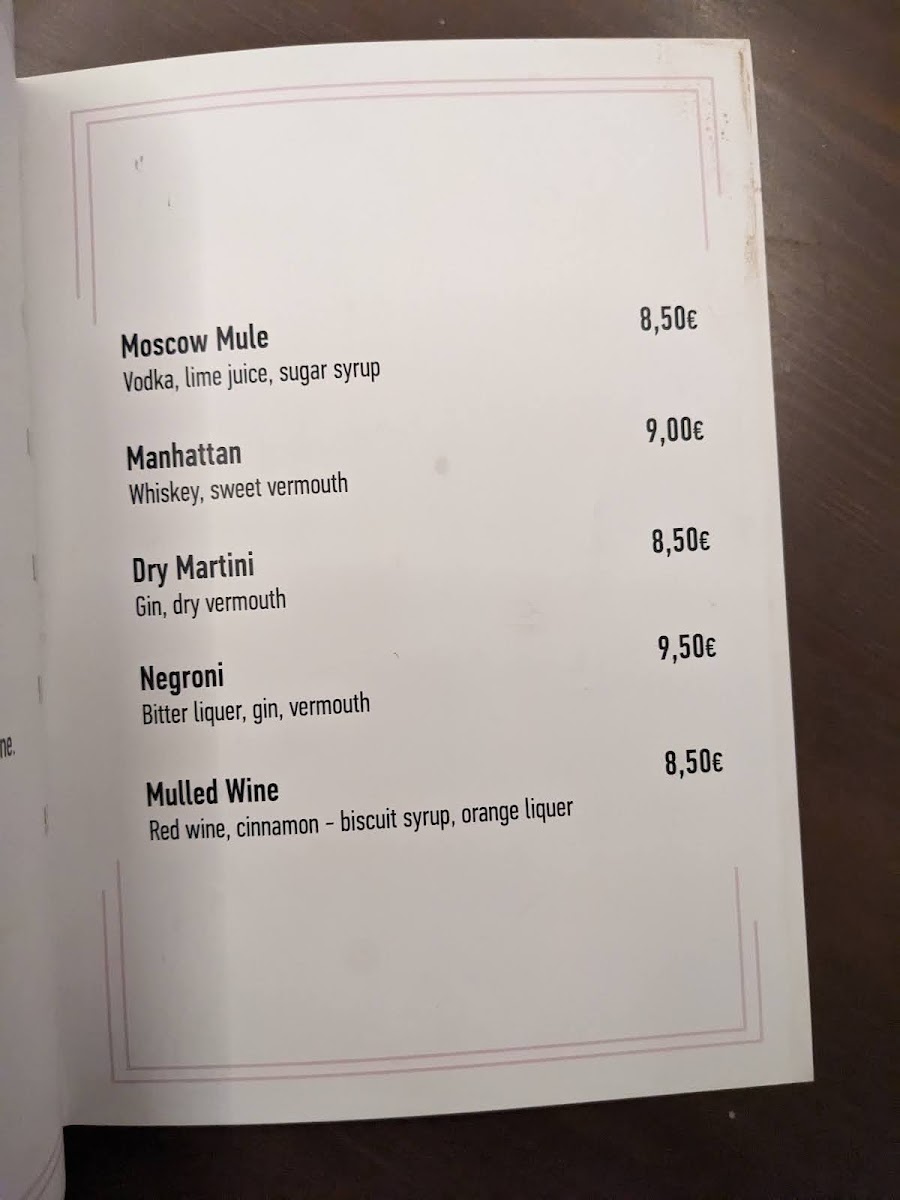 Moscow Mule 8,50€
Vodka, lime juice, sugar syrup
Manhattan 9,00€
Whiskey, sweet vermouth
Dry Martini 8,50€
Gin, dry vermouth
Negroni 9,50€
Bitter liquer, gin, vermouth
Mulled Wine 8,50€
Red wine, cinnamon - biscuit syrup, orange liquer